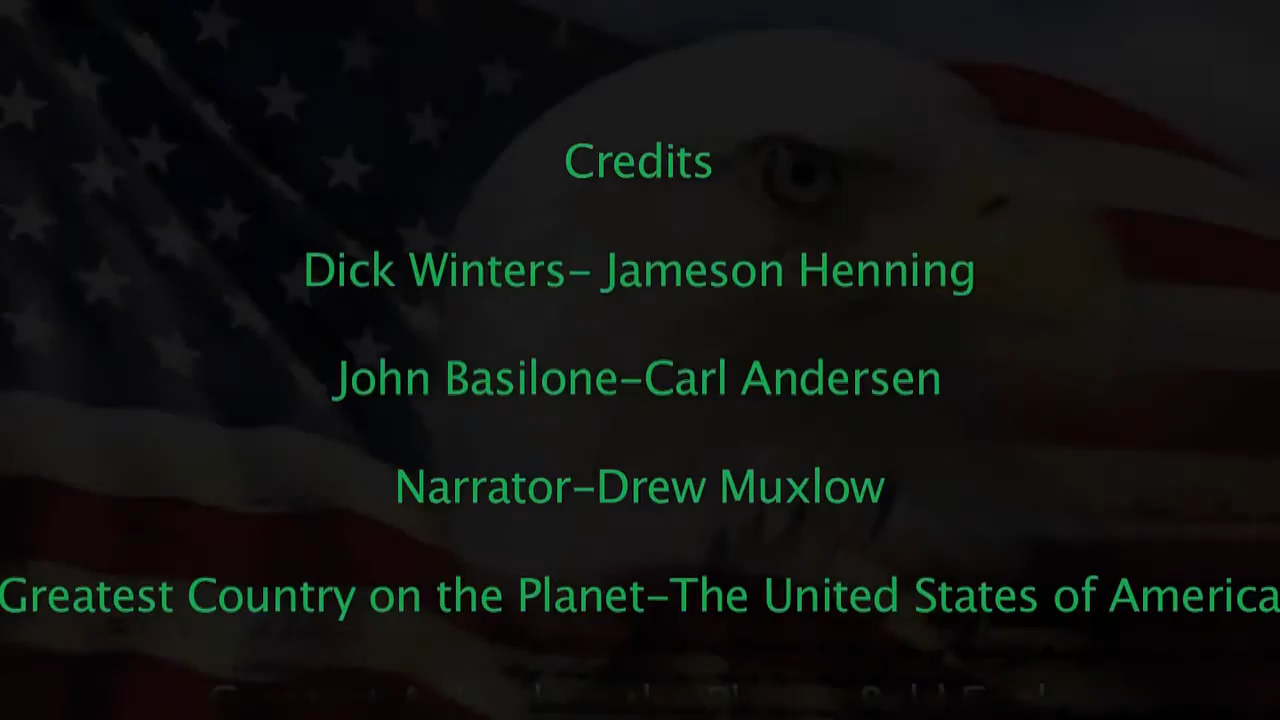 Credits
Dick Winters- Jameson Henning
John Basilone-Carl Andersen
Narrator-Drew Muxlow
Greatest Country on the Planet-The United States of America